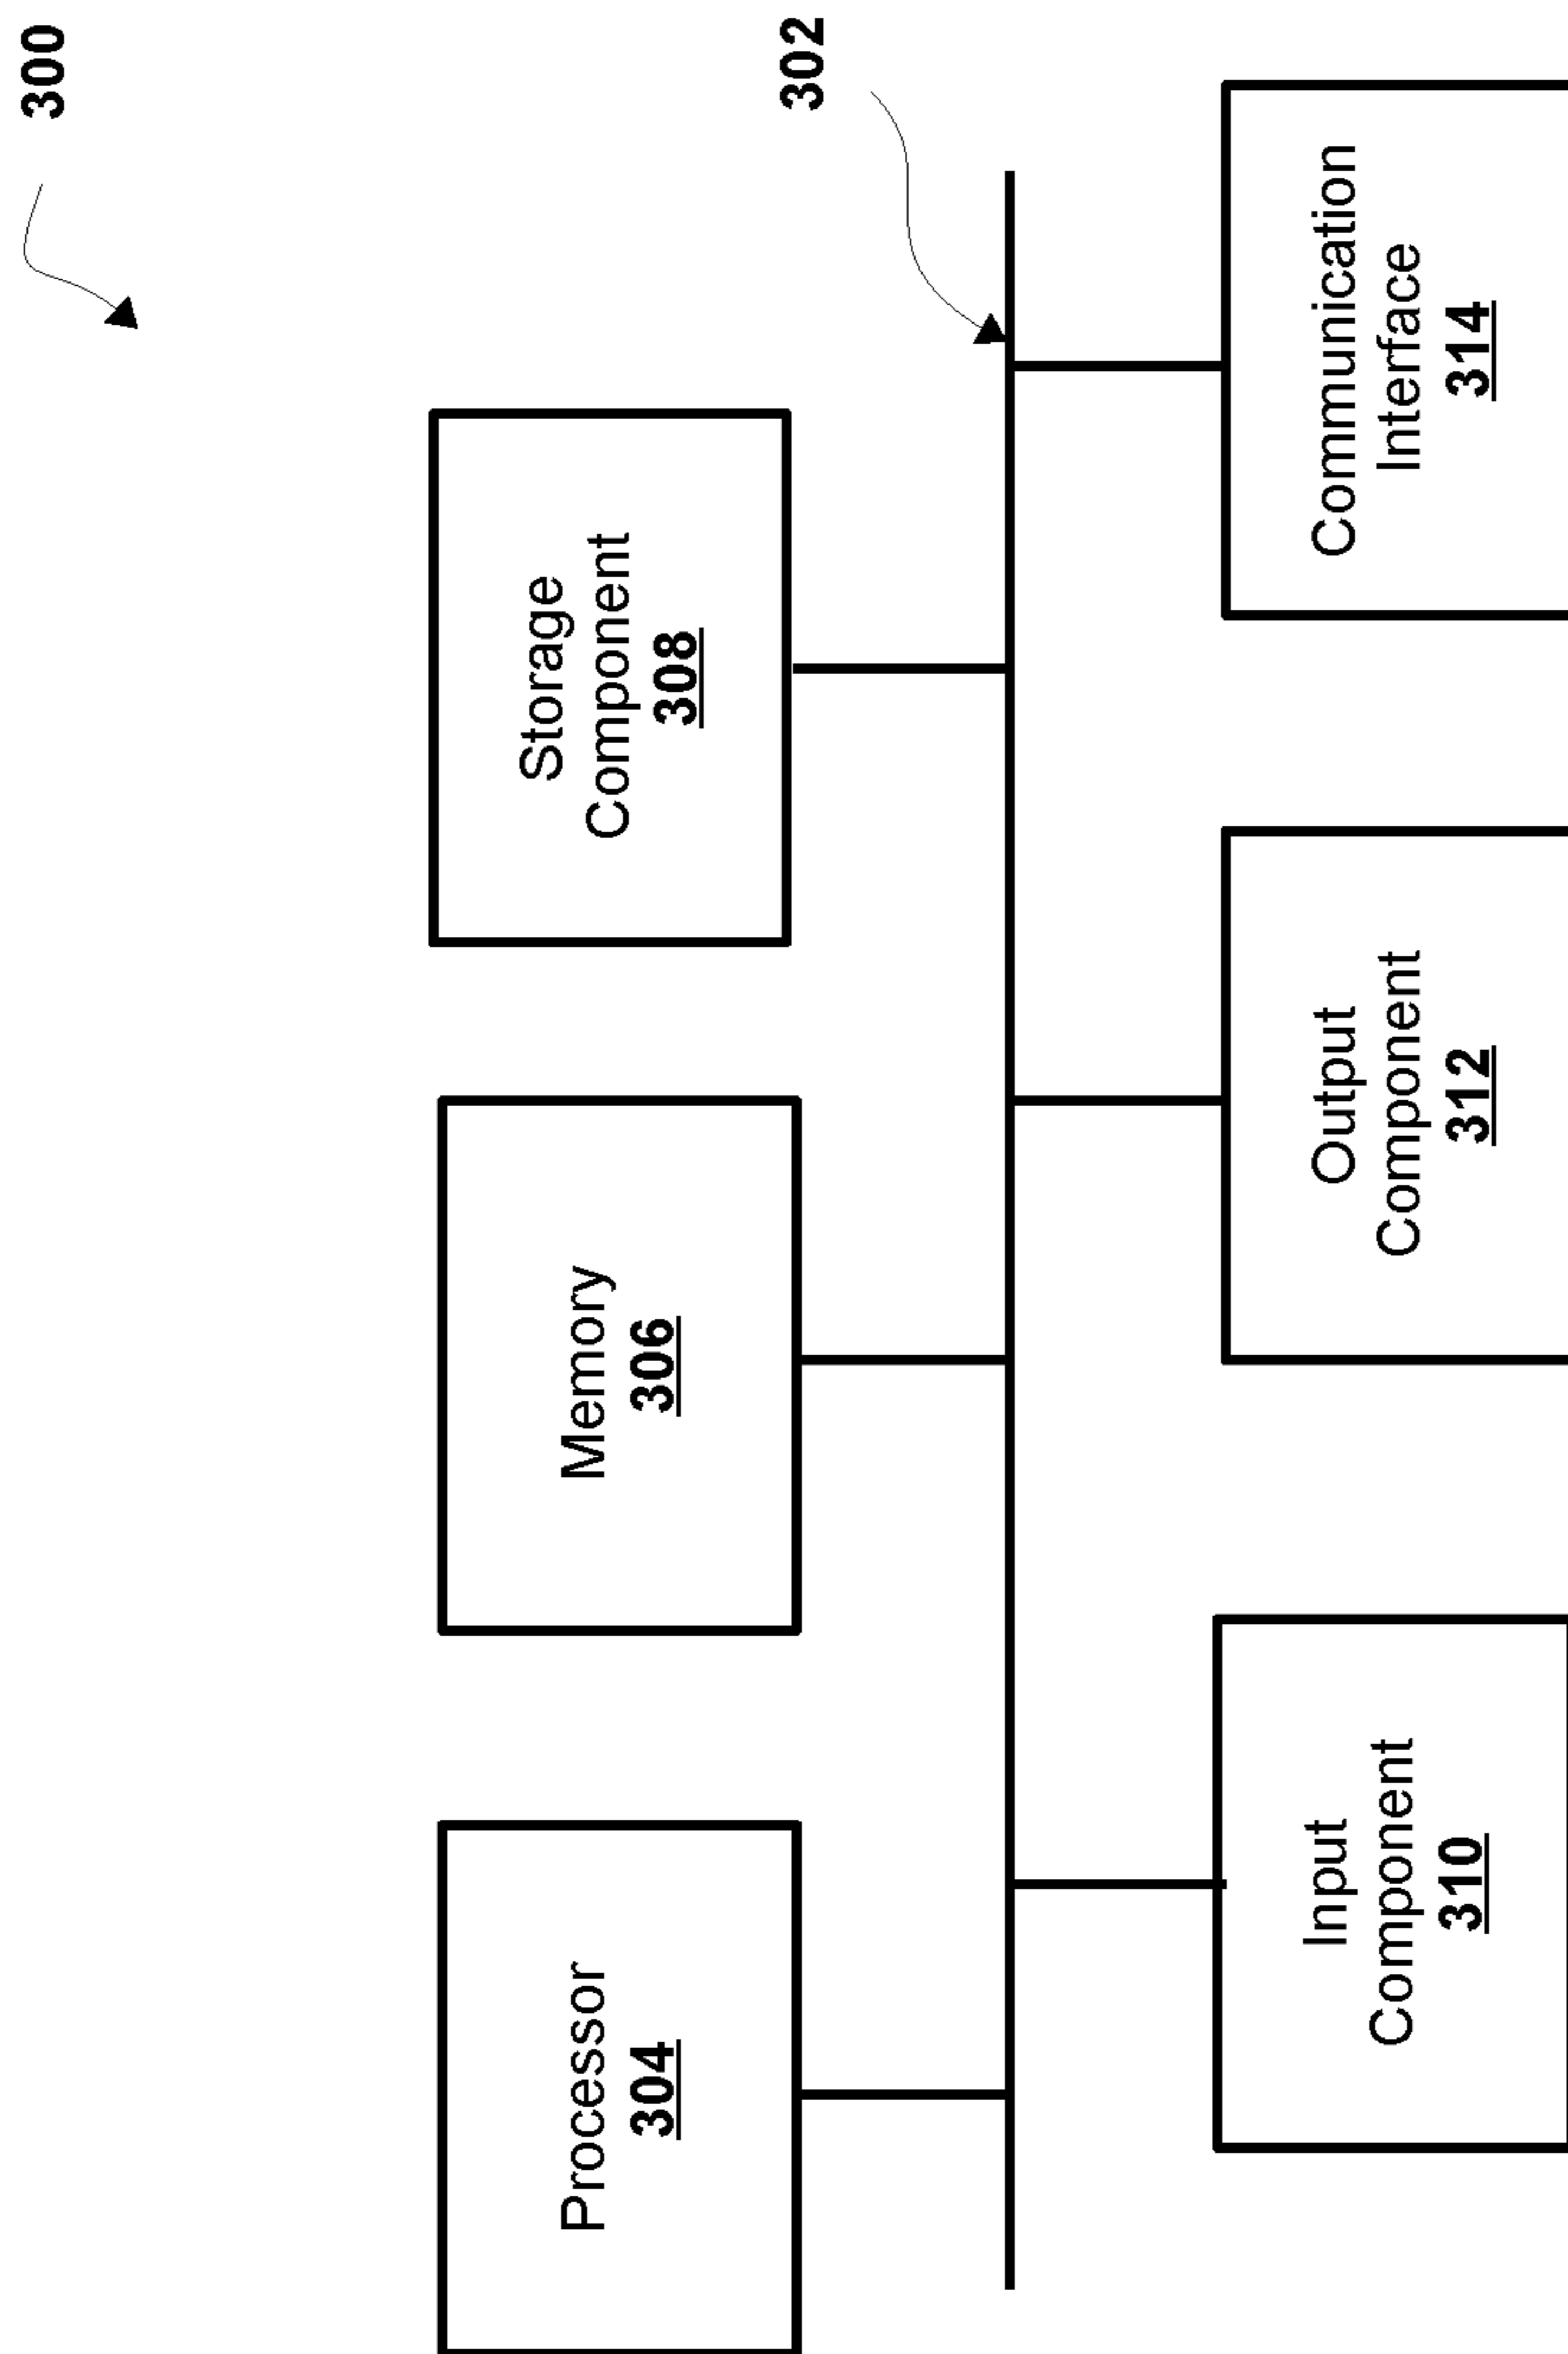 300
Processor
304
Memory
306
Storage
Component
308
302
Input
Component
310
Output
Component
312
Communication
Interface
314